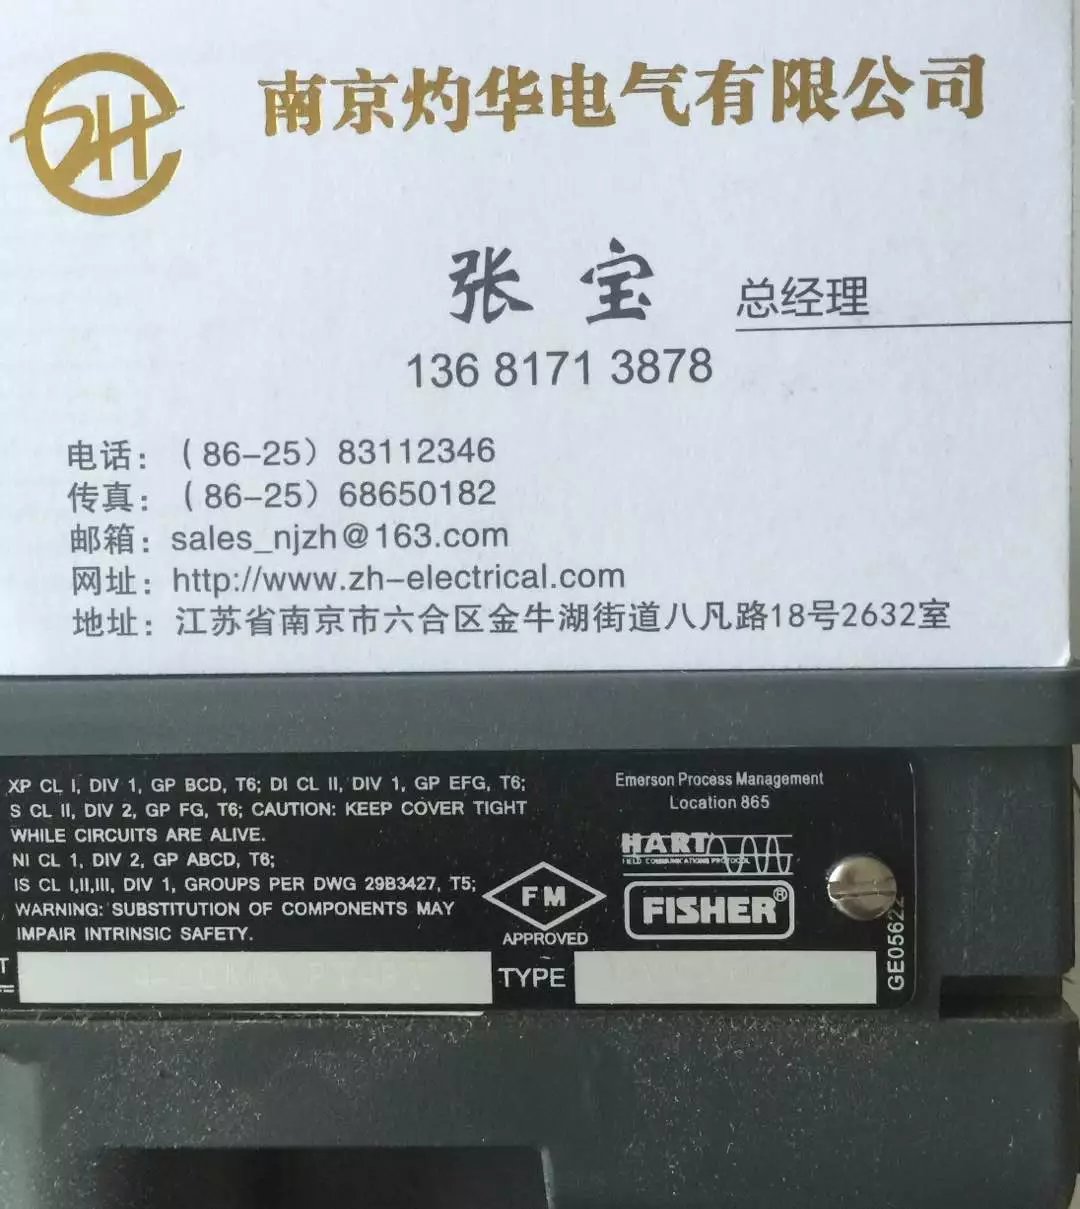 ZH
南京灼华电气有限公司
张宝 总经理
136 8171 3878
电话：（86-25）83112346
传真：（86-25）68650182
邮箱：sales_njzh@163.com
网址：http://www.zh-electrical.com
地址：江苏省南京市六合区金牛湖街道八凡路18号2632室
XP CL I, DIV 1, GP BCD, T6; DI CL II, DIV 1, GP EFG, T6;
S CL II, DIV 2, GP FG, T6; CAUTION: KEEP COVER TIGHT
WHILE CIRCUITS ARE ALIVE.
NI CL 1, DIV 2, GP ABCD, T6;
IS CL I,II,III, DIV 1, GROUPS PER DWG 29B3427, T5;
WARNING: SUBSTITUTION OF COMPONENTS MAY
IMPAIR INTRINSIC SAFETY.
FM
APPROVED
Emerson Process Management
Location 865
HART
FIELD COMMUNICATIONS PROTOCOL
FISHER®
T
TYPE
GE05622